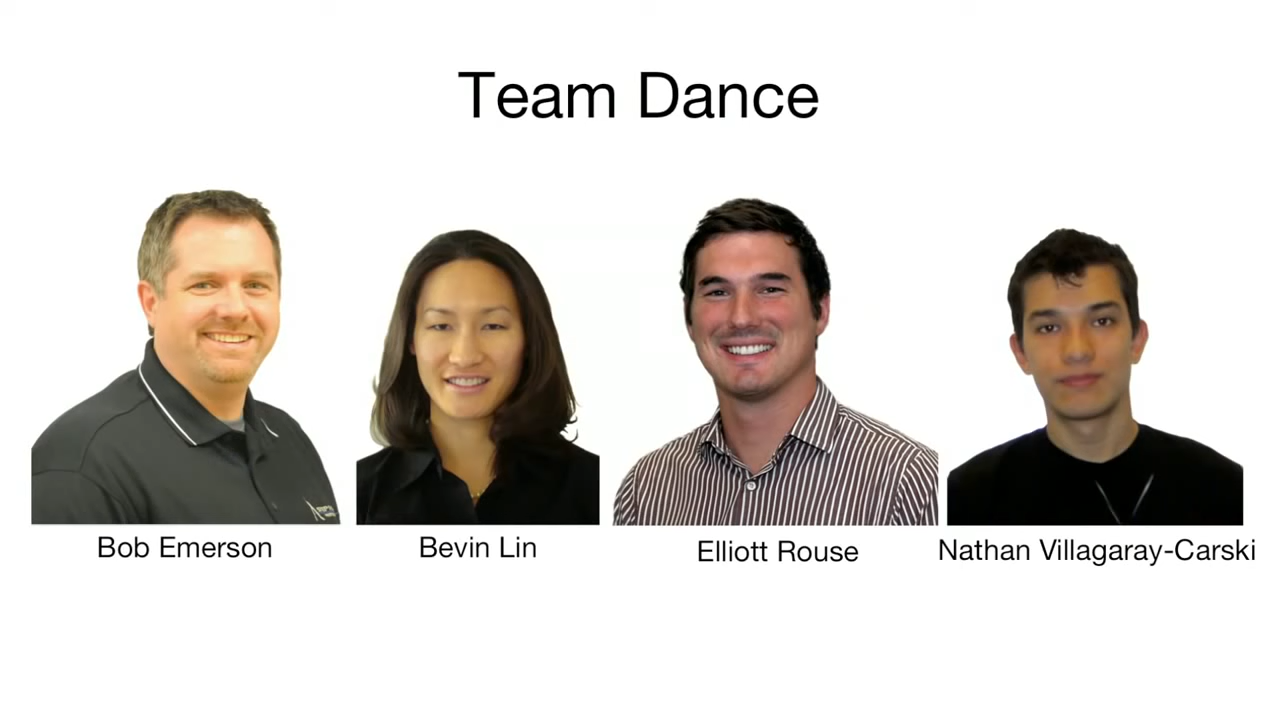 Team Dance
Bob Emerson
Bevin Lin
Elliott Rouse
Nathan Villagaray-Carski